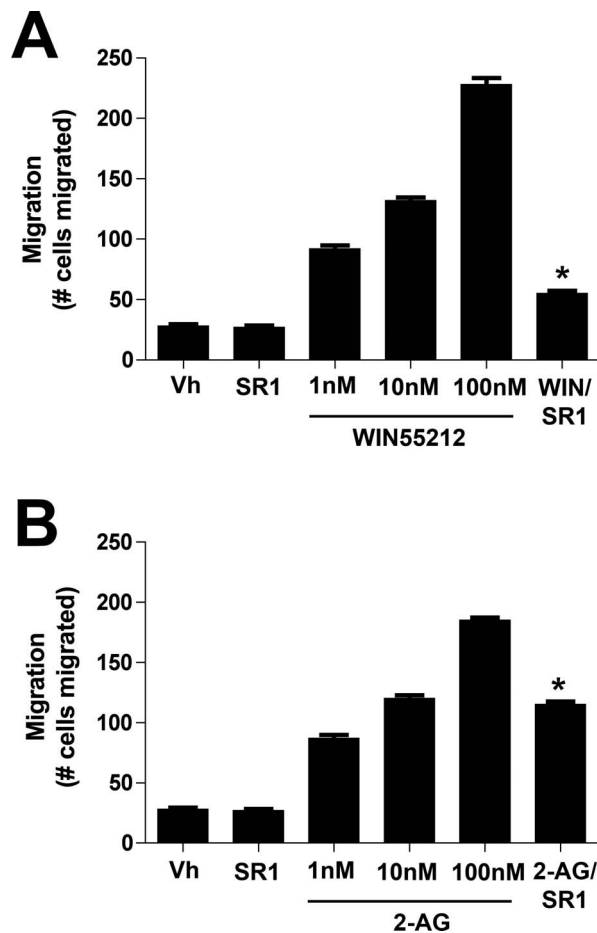 A
Migration
(# cells migrated)
250
200
150
100
50
0
*
Vh SR1 1nM 10nM 100nM WIN/
SR1
WIN55212
B
Migration
(# cells migrated)
250
200
150
100
50
0
*
Vh SR1 1nM 10nM 100nM 2-AG/
SR1
2-AG